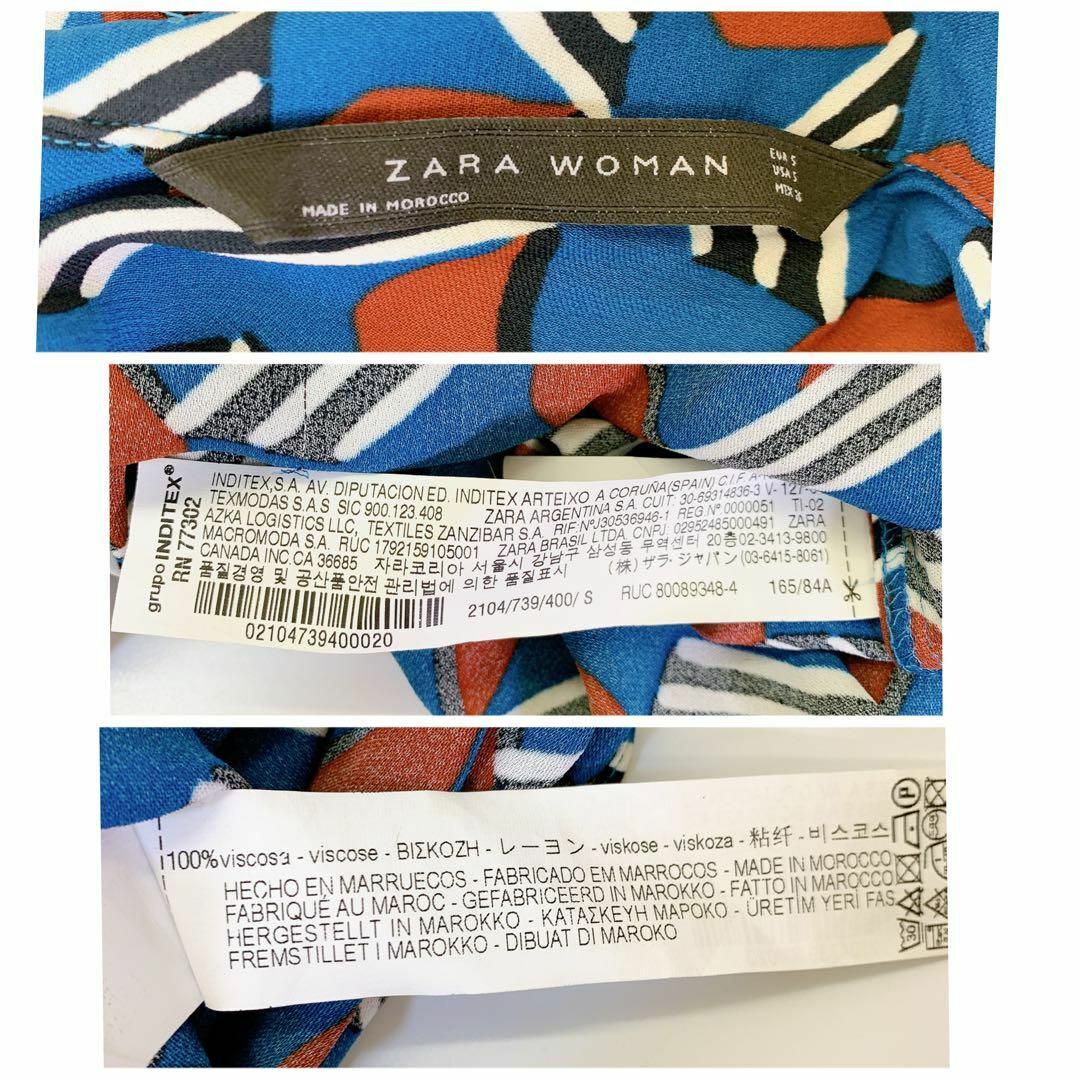 ZARA WOMAN
MADE IN MOROCCO
EUR S
USA S
MEX 26
grupo INDITEX®
RN 77302
INDITEX,S.A, AV. DIPUTACION ED. INDITEX ARTEIXO A CORUÑA(SPAIN) C.I.F.
TEXMODAS S.A.S SIC 900.123.408 ZARA ARGENTINA S.A. CUIT: 30-69314836-3 V-
AZKA LOGISTICS LLC, TEXTILES ZANZIBAR S.A. RIF:NºJ30536946-1 REG.Nº0000051 TI-02
MACROMODA S.A. RUC 1792159105001 ZARA BRASIL LTDA. CNPJ: 02952485000491 ZARA
CANADA INC.CA 36685 자라코리아 서울시 강남구 삼성동 무역센터 20층 02-3413-9800
품질경영 및 공산품안전 관리법에 의한 품질표시 (株) ザラ・ジャパン (03-6415-8061)
2104/739/400/ S RUC 80089348-4 165/84A
02104739400020
100% viscosa - viscose - ΒΙΣΚΟΖΗ - レーヨン - viskose - viskoza - 粘纤 - 비스코스
HECHO EN MARRUECOS - FABRICADO EM MARROCOS - MADE IN MOROCCO
FABRIQUÉ AU MAROC - GEFABRICEERD IN MAROKKO - FATTO IN MAROCCO
HERGESTELLT IN MAROKKO - ΚΑΤΑΣΚΕΥΗ ΜΑΡΟΚΟ - ÜRETİM YERİ FAS
FREMSTILLET I MAROKKO - DIBUAT DI MAROKO
P
30